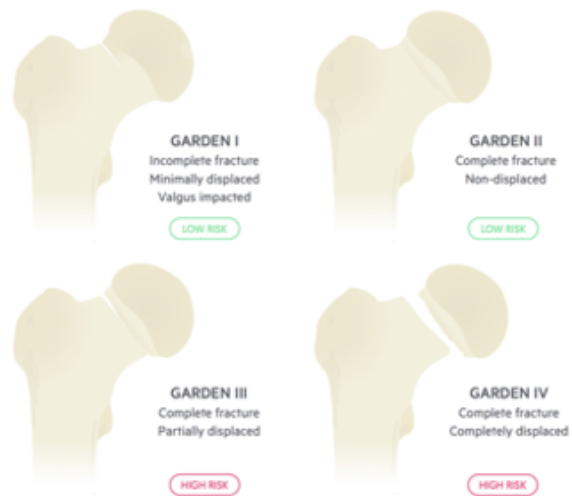 GARDEN I
Incomplete fracture
Minimally displaced
Valgus impacted
LOW RISK
GARDEN II
Complete fracture
Non-displaced
LOW RISK
GARDEN III
Complete fracture
Partially displaced
HIGH RISK
GARDEN IV
Complete fracture
Completely displaced
HIGH RISK